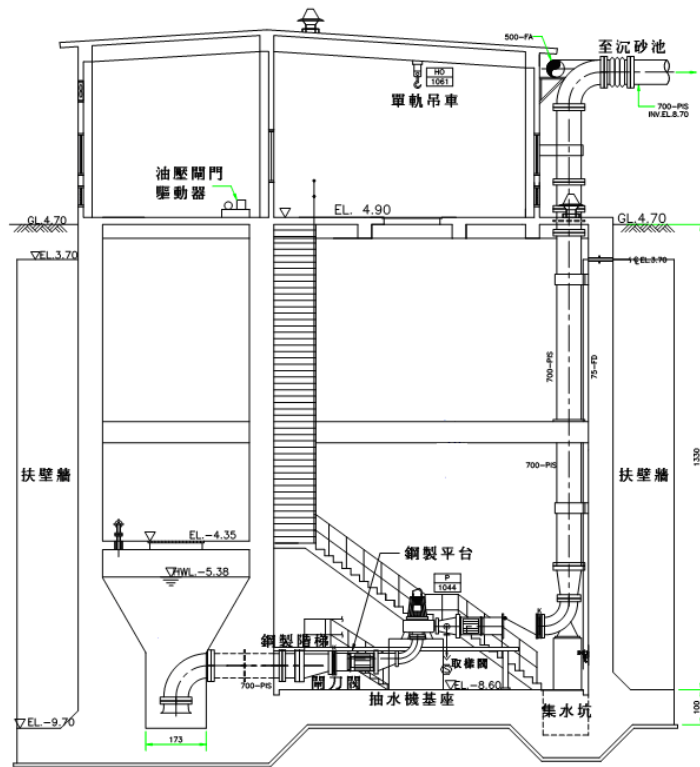 500-FA
至沉砂池
HO
1061
單軌吊車
700-PIS
INV.EL.8.70
油壓閘門
驅動器
GL.4.70
EL. 4.90
GL.4.70
EL.3.70
EL.3.70
700-PIS
75-FD
700-PIS
1330
扶壁牆
扶壁牆
EL.-4.35
HWL.-5.38
鋼製平台
P
1044
鋼製階梯
700-PIS
閘刀閥
取樣閥
EL.-8.60
抽水機基座
集水坑
100
EL.-9.70
173